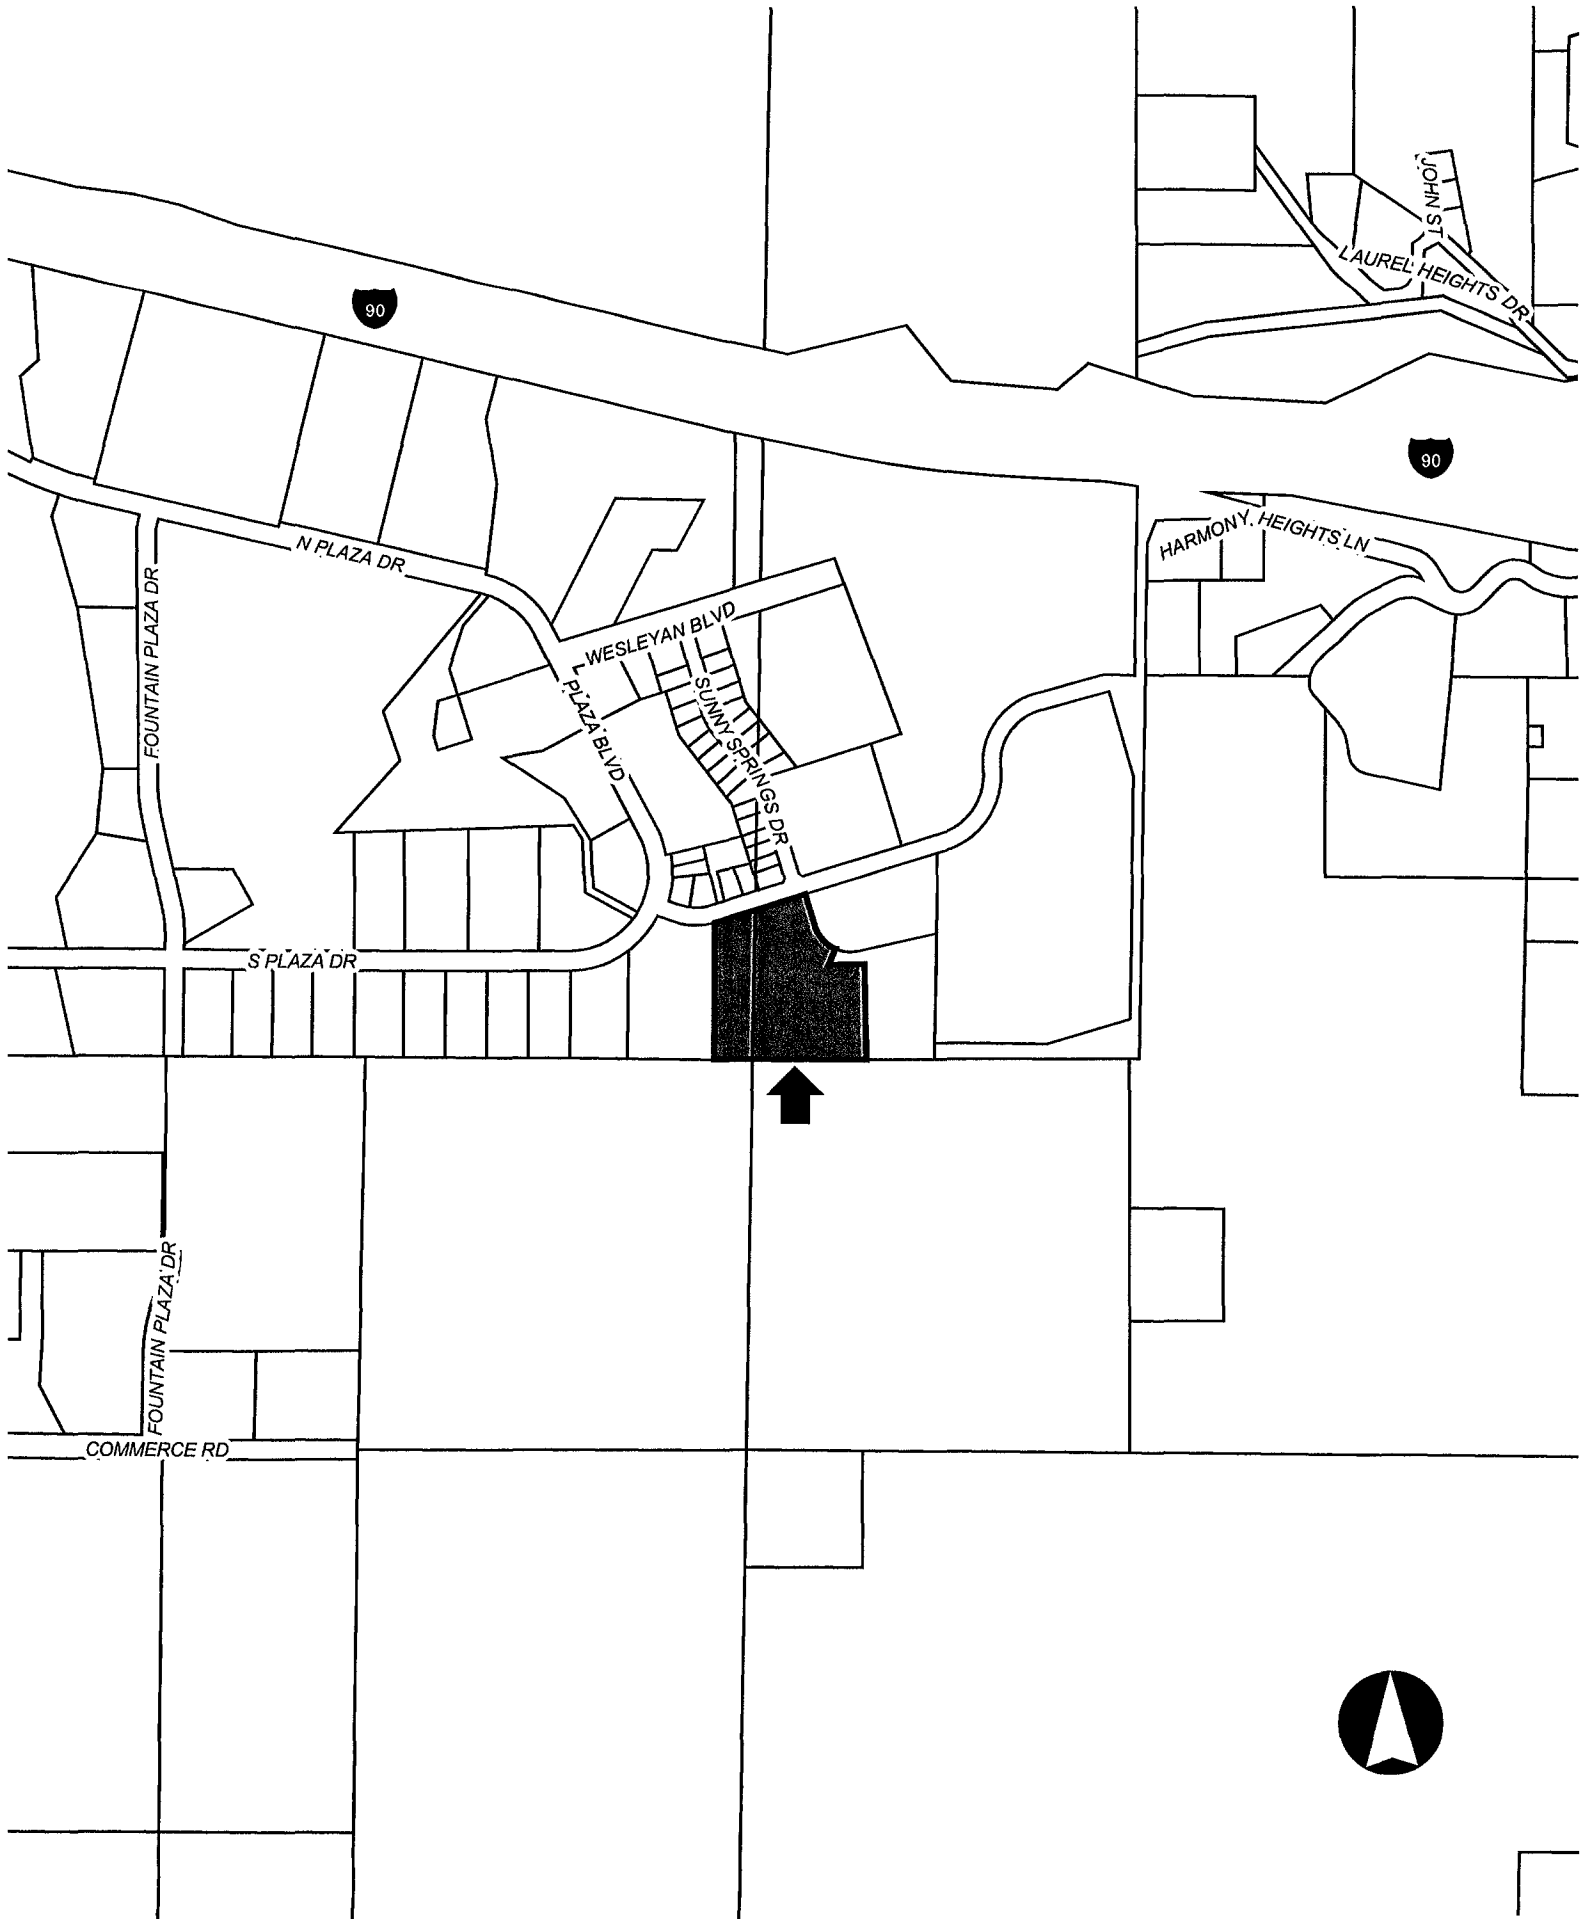 JOHN ST
LAUREL HEIGHTS DR
90
90
HARMONY HEIGHTS LN
N PLAZA DR
FOUNTAIN PLAZA DR
WESLEYAN BLVD
PLAZA BLVD
SUNNY SPRINGS DR
S PLAZA DR
FOUNTAIN PLAZA DR
COMMERCE RD